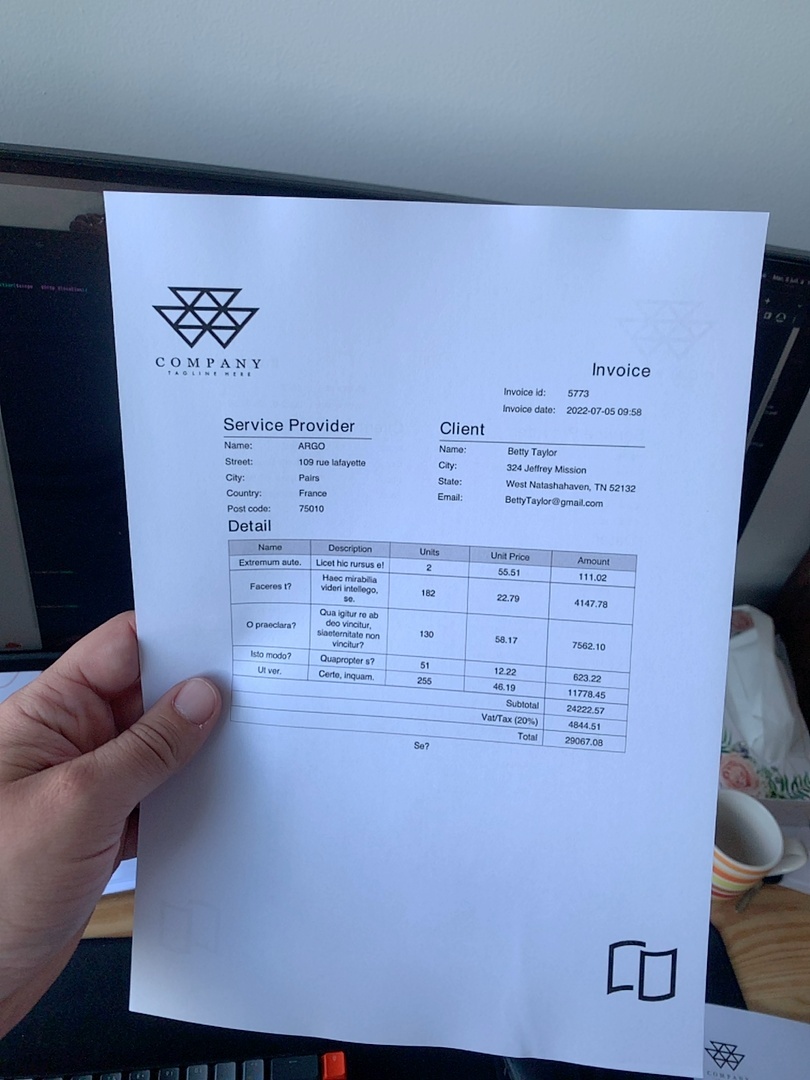 COMPANY
TAGLINE HERE
Invoice
Invoice id: 5773
Invoice date: 2022-07-05 09:58
Service Provider
Name: ARGO
Street: 109 rue lafayette
City: Pairs
Country: France
Post code: 75010
Client
Name: Betty Taylor
City: 324 Jeffrey Mission
State: West Natashahaven, TN 52132
Email: BettyTaylor@gmail.com
Detail
Name Description Units Unit Price Amount
Extremum aute. Licet hic rursus e! 2 55.51 111.02
Faceres t? Haec mirabilia
videri intellego,
se. 182 22.79 4147.78
O praeclara? Qua igitur re ab
deo vincitur,
siaeternitate non
vincitur? 130 58.17 7562.10
Isto modo? Quapropter s? 51 12.22 623.22
Ul ver. Certe, inquam. 255 46.19 11778.45
Subtotal 24222.57
Vat/Tax (20%) 4844.51
Total 29067.08
Se?
COMPANY